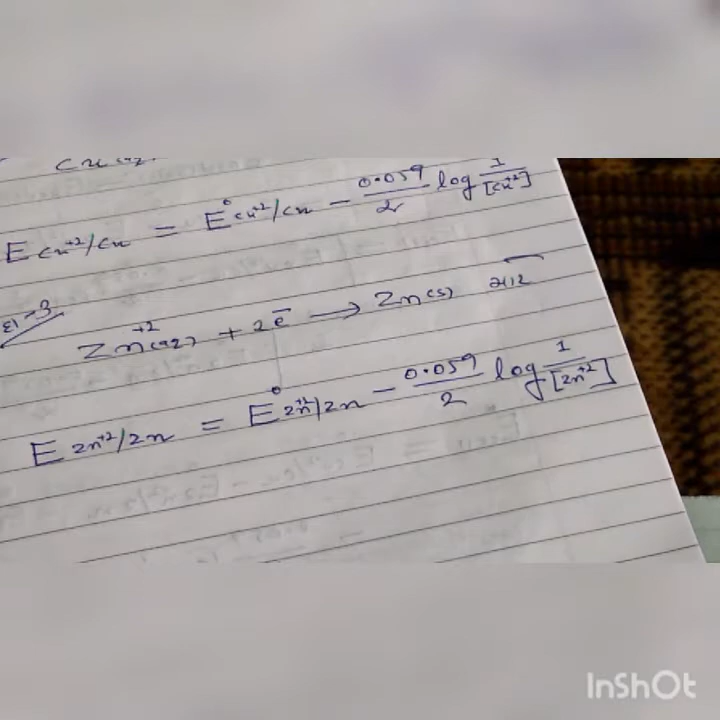 E Cu⁺²/Cu = E° Cu⁺²/Cu − 0.059/2 log 1/[Cu⁺²]
Zn⁺²(aq) + 2e⁻ → Zn(s)
E Zn⁺²/Zn = E° Zn⁺²/Zn − 0.059/2 log 1/[Zn⁺²]
InShOt